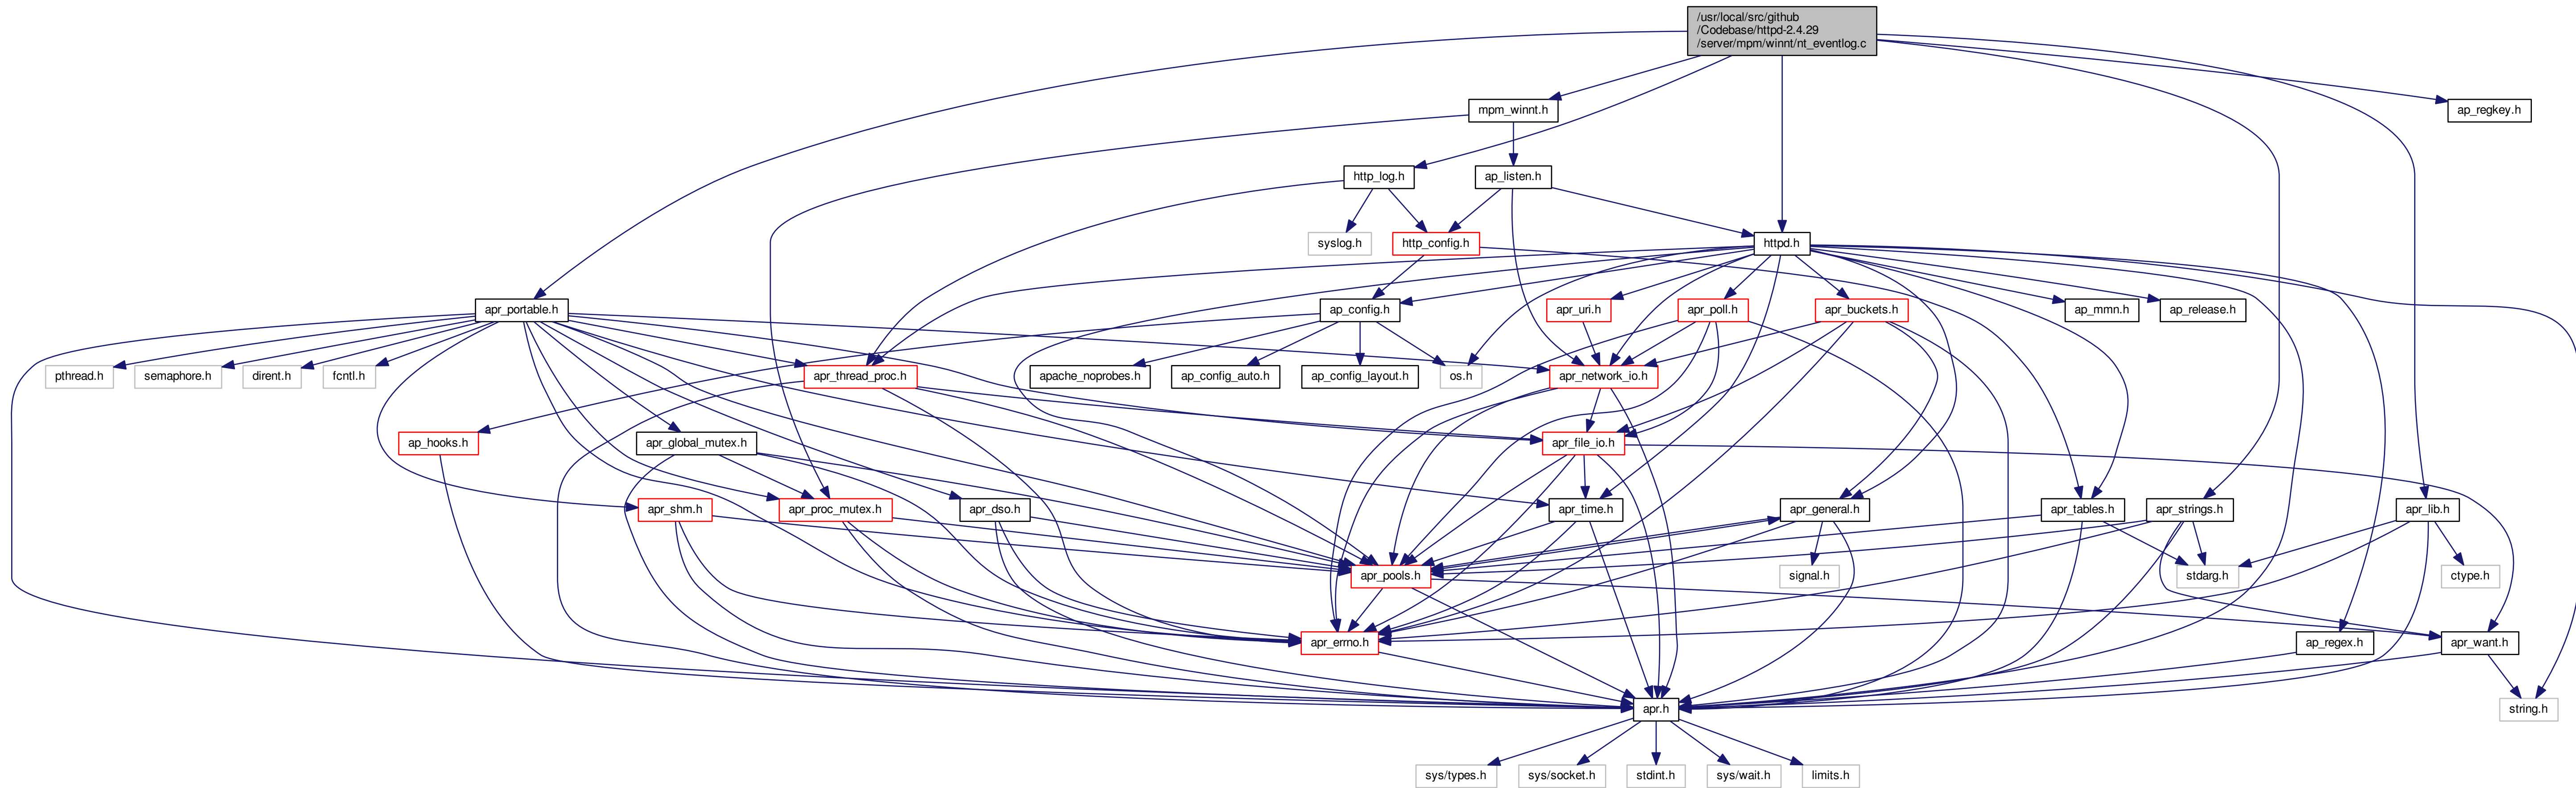 /usr/local/src/github
/Codebase/httpd-2.4.29
/server/mpm/winnt/nt_eventlog.c
mpm_winnt.h
ap_regkey.h
http_log.h
ap_listen.h
syslog.h
http_config.h
httpd.h
apr_portable.h
ap_config.h
apr_uri.h
apr_poll.h
apr_buckets.h
ap_mmn.h
ap_release.h
pthread.h
semaphore.h
dirent.h
fcntl.h
apr_thread_proc.h
apache_noprobes.h
ap_config_auto.h
ap_config_layout.h
os.h
apr_network_io.h
ap_hooks.h
apr_global_mutex.h
apr_file_io.h
apr_shm.h
apr_proc_mutex.h
apr_dso.h
apr_time.h
apr_general.h
apr_tables.h
apr_strings.h
apr_lib.h
apr_pools.h
signal.h
stdarg.h
ctype.h
apr_errno.h
ap_regex.h
apr_want.h
apr.h
string.h
sys/types.h
sys/socket.h
stdint.h
sys/wait.h
limits.h